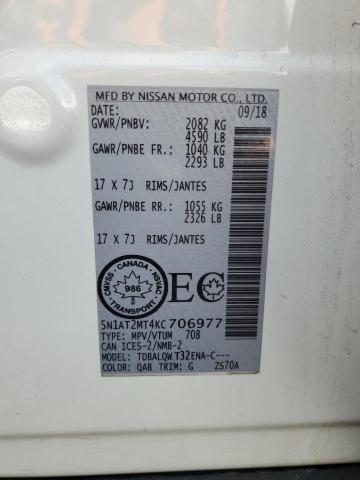 MFD BY NISSAN MOTOR CO., LTD.
DATE: 09/18
GVWR/PNBV: 2082 KG
4590 LB
GAWR/PNBE FR.: 1040 KG
2293 LB
17 X 7J RIMS/JANTES
GAWR/PNBE RR.: 1055 KG
2326 LB
17 X 7J RIMS/JANTES
CANADA
CMVSS 986 NSVAC
TRANSPORT
EC
5N1AT2MT4KC706977
TYPE: MPV/VTUM 708
CAN ICES-2/NMB-2
MODEL: TDBALQWT32ENA-C---
COLOR: QAB TRIM: G ZS70A